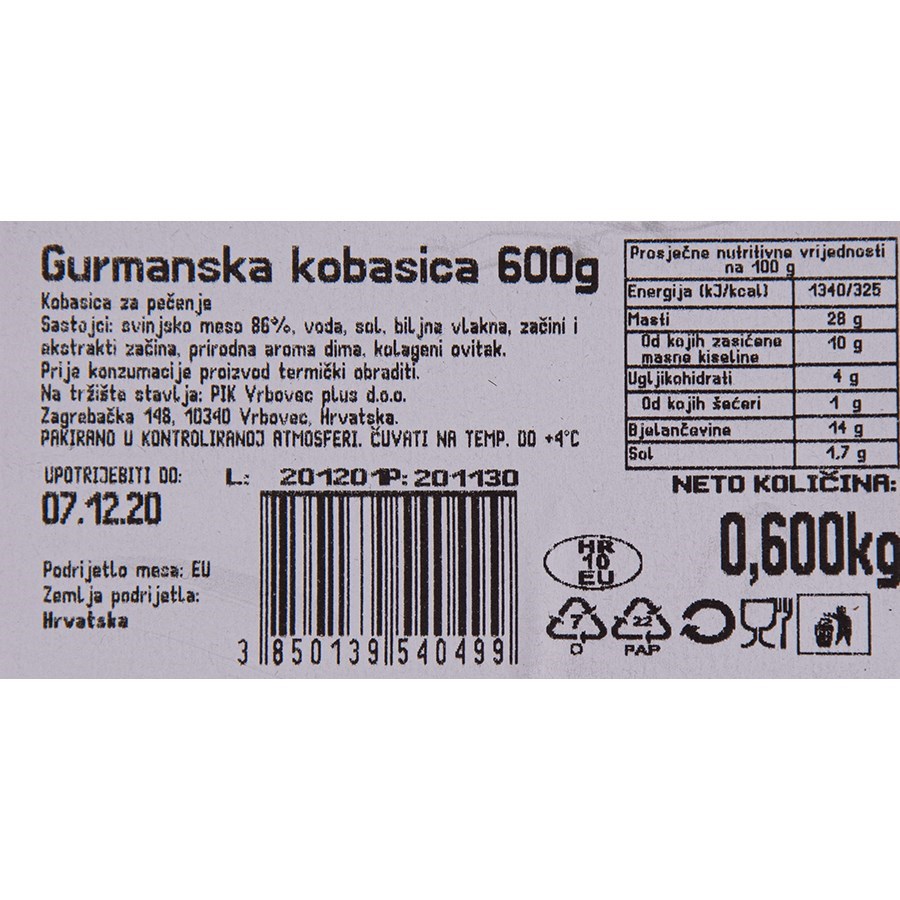 Gurmanska kobasica 600g
Kobasica za pečenje
Sastojci: svinjsko meso 86%, voda, sol, biljna vlakna, začini i
ekstrakti začina, prirodna aroma dima, kolageni ovitak.
Prije konzumacije proizvod termički obraditi.
Na tržište stavlja: PIK Vrbovec plus d.o.o.
Zagrebačka 148, 10340 Vrbovec, Hrvatska.
PAKIRANO U KONTROLIRANOJ ATMOSFERI. ČUVATI NA TEMP. DO +4°C
UPOTRIJEBITI DO:
07.12.20
L: 201201P: 201130
Podrijetlo mesa: EU
Zemlja podrijetla:
Hrvatska
3 850139 540499
Prosječne nutritivne vrijednosti
na 100 g
Energija (kJ/kcal) 1340/325
Masti 28 g
Od kojih zasićene
masne kiseline 10 g
Ugljikohidrati 4 g
Od kojih šećeri 1 g
Bjelančevine 14 g
Sol 1,7 g
NETO KOLIČINA:
0,600kg
HR
10
EU
7
O
22
PAP